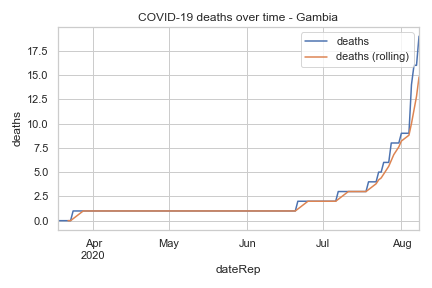 COVID-19 deaths over time - Gambia
deaths
deaths (rolling)
17.5
15.0
12.5
10.0
7.5
5.0
2.5
0.0
deaths
Apr
2020
May
Jun
Jul
Aug
dateRep